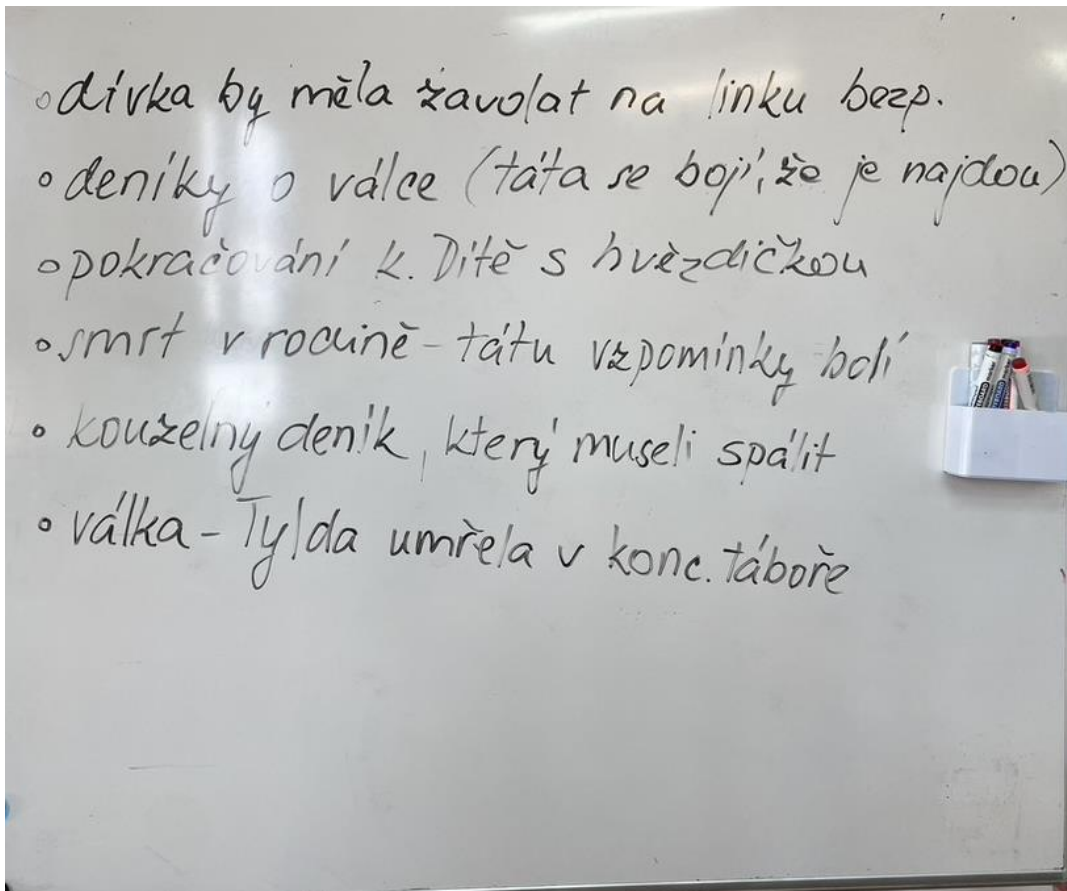 ◦ dívka by měla zavolat na linku bezp.
◦ deníky o válce (táta se bojí, že je najdou)
◦ pokračování k. Dítě s hvězdičkou
◦ smrt v rodině - tátu vzpomínky bolí
◦ kouzelny deník, který museli spálit
◦ válka - Tylda umřela v konc. táboře